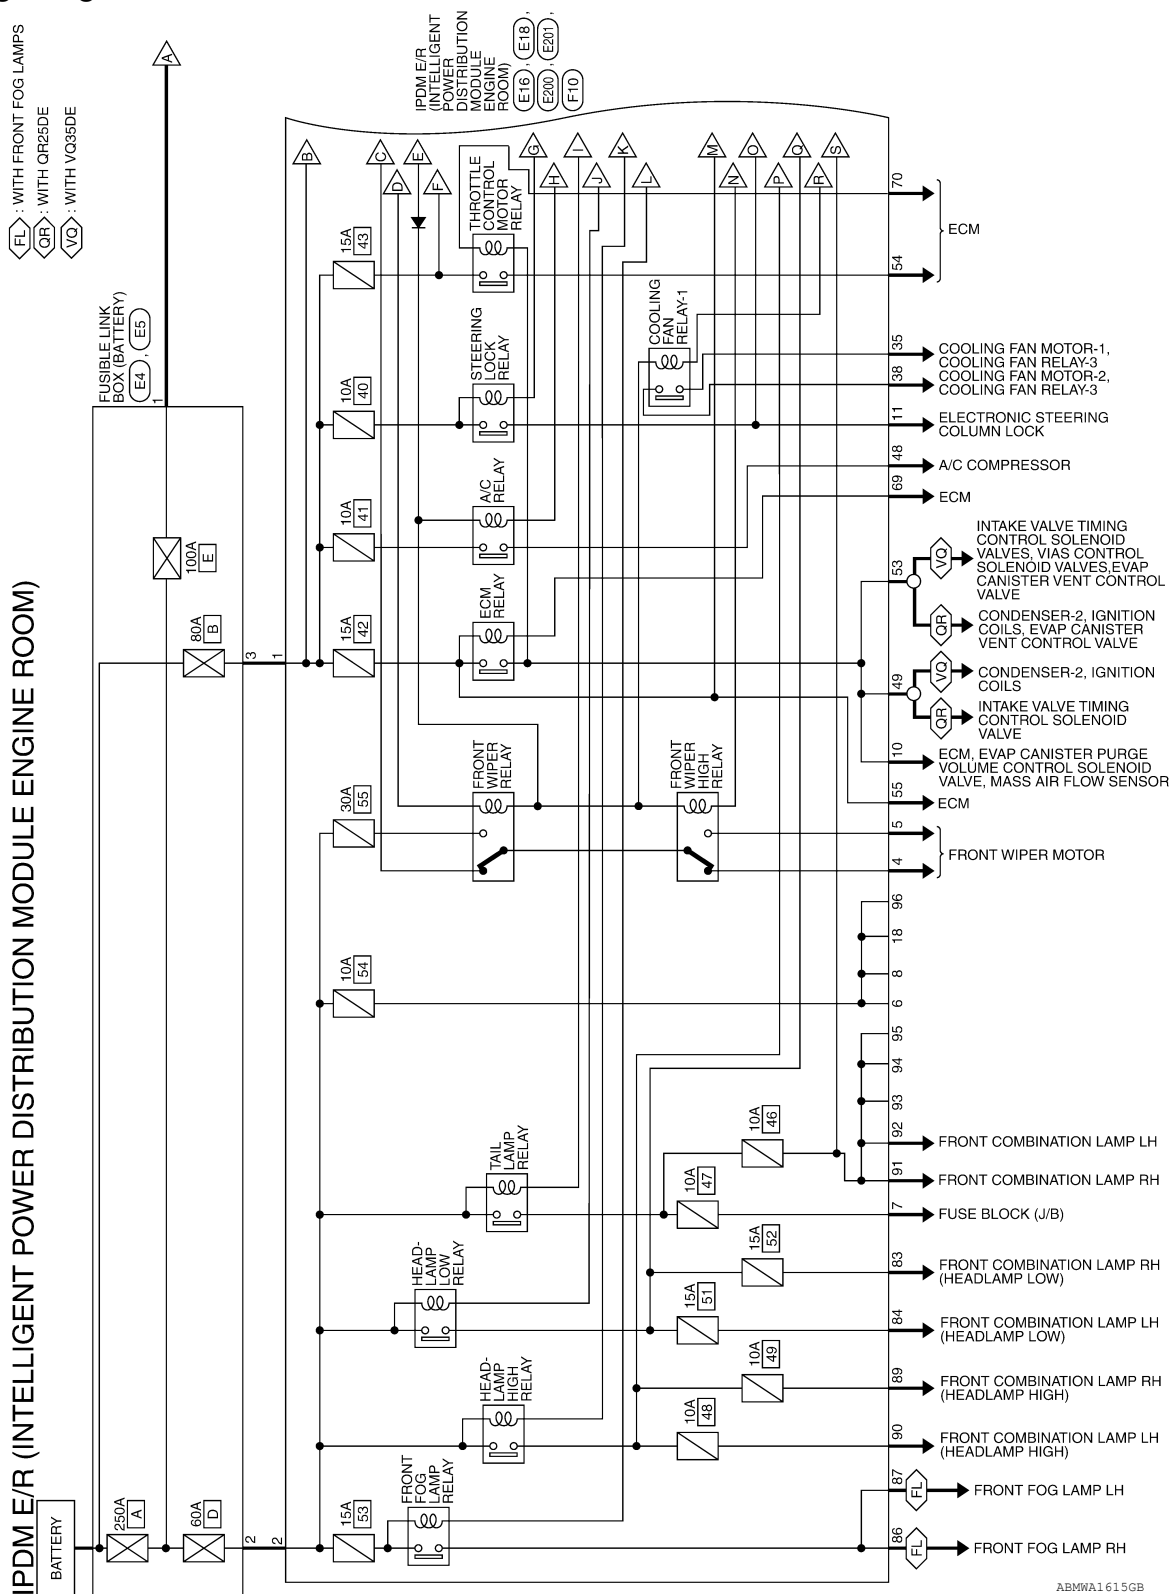 IPDM E/R (INTELLIGENT POWER DISTRIBUTION MODULE ENGINE ROOM)
FL : WITH FRONT FOG LAMPS
QR : WITH QR25DE
VQ : WITH VQ35DE
FUSIBLE LINK
BOX (BATTERY)
E4 , E5
IPDM E/R
(INTELLIGENT
POWER
DISTRIBUTION
MODULE
ENGINE
ROOM)
E16 , E18 ,
E200 , E201 ,
F10
A
1
100A
E
80A
B
3
1
BATTERY
250A
A
60A
D
2
2
B
C
D
E
F
G
H
I
J
K
L
M
N
O
P
Q
R
S
15A
43
THROTTLE
CONTROL
MOTOR
RELAY
70
54
ECM
COOLING
FAN
RELAY-1
35
COOLING FAN MOTOR-1,
COOLING FAN RELAY-3
38
COOLING FAN MOTOR-2,
COOLING FAN RELAY-3
10A
40
STEERING
LOCK
RELAY
11
ELECTRONIC STEERING
COLUMN LOCK
48
A/C COMPRESSOR
69
ECM
10A
41
A/C
RELAY
53
VQ
INTAKE VALVE TIMING
CONTROL SOLENOID
VALVES, VIAS CONTROL
SOLENOID VALVES,EVAP
CANISTER VENT CONTROL
VALVE
QR
CONDENSER-2, IGNITION
COILS, EVAP CANISTER
VENT CONTROL VALVE
15A
42
ECM
RELAY
49
VQ
CONDENSER-2, IGNITION
COILS
QR
INTAKE VALVE TIMING
CONTROL SOLENOID
VALVE
10
ECM, EVAP CANISTER PURGE
VOLUME CONTROL SOLENOID
VALVE, MASS AIR FLOW SENSOR
55
ECM
30A
55
FRONT
WIPER
RELAY
FRONT
WIPER
HIGH
RELAY
5
4
FRONT WIPER MOTOR
96
18
8
6
10A
54
95
94
93
92
FRONT COMBINATION LAMP LH
91
FRONT COMBINATION LAMP RH
10A
46
TAIL
LAMP
RELAY
10A
47
7
FUSE BLOCK (J/B)
15A
52
83
FRONT COMBINATION LAMP RH
(HEADLAMP LOW)
HEAD-
LAMP
LOW
RELAY
15A
51
84
FRONT COMBINATION LAMP LH
(HEADLAMP LOW)
10A
49
89
FRONT COMBINATION LAMP RH
(HEADLAMP HIGH)
HEAD-
LAMP
HIGH
RELAY
10A
48
90
FRONT COMBINATION LAMP LH
(HEADLAMP HIGH)
87
FL
FRONT FOG LAMP LH
15A
53
FRONT
FOG
LAMP
RELAY
86
FL
FRONT FOG LAMP RH
ABMWA1615GB